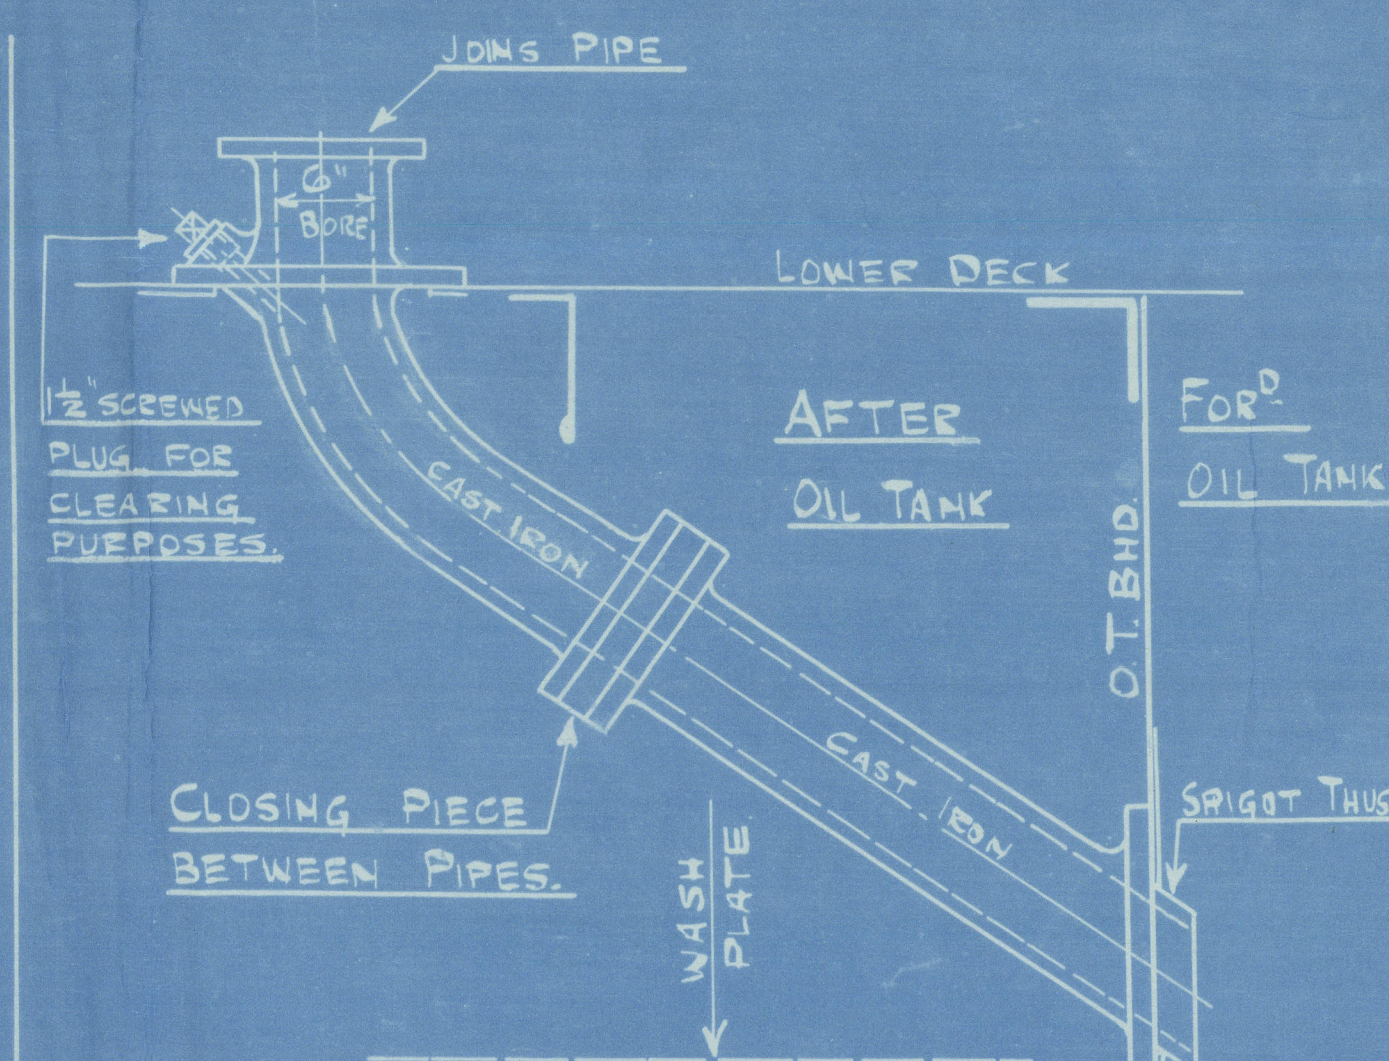 JOINS PIPE
6"
BORE
LOWER DECK
1½" SCREWED
PLUG FOR
CLEARING
PURPOSES.
AFTER
OIL TANK
FORᴰ
OIL TANK
CAST IRON
O.T. BHD.
CAST IRON
SPIGOT THUS
CLOSING PIECE
BETWEEN PIPES.
WASH
PLATE